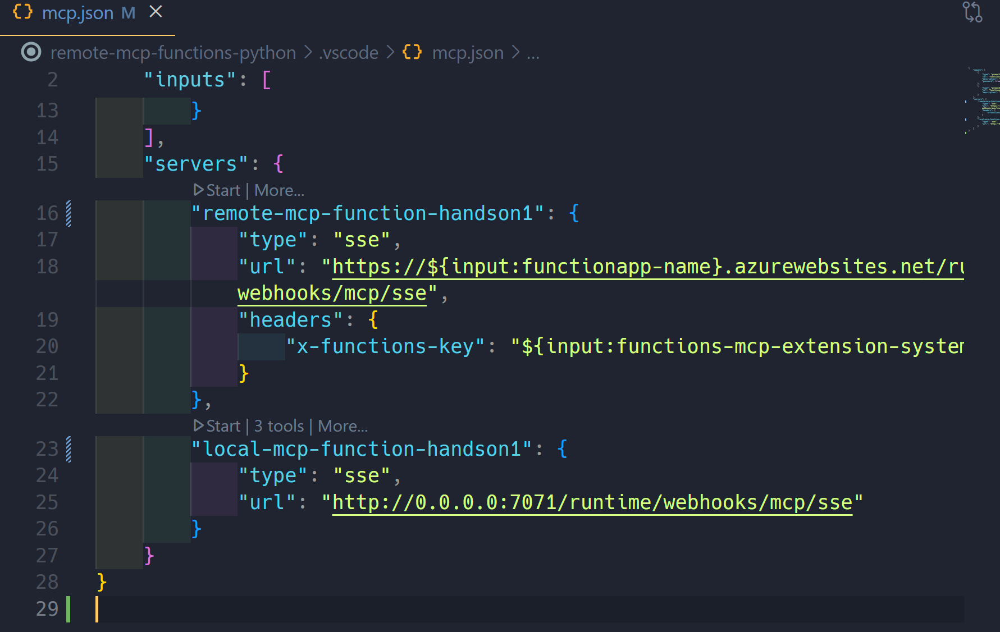 mcp.json M
remote-mcp-functions-python > .vscode > {} mcp.json > ...
2 "inputs": [
13 }
14 ],
15 "servers": {
Start | More...
16 "remote-mcp-function-handson1": {
17 "type": "sse",
18 "url": "https://${input:functionapp-name}.azurewebsites.net/ru
webhooks/mcp/sse",
19 "headers": {
20 "x-functions-key": "${input:functions-mcp-extension-system
21 }
22 },
Start | 3 tools | More...
23 "local-mcp-function-handson1": {
24 "type": "sse",
25 "url": "http://0.0.0.0:7071/runtime/webhooks/mcp/sse"
26 }
27 }
28 }
29